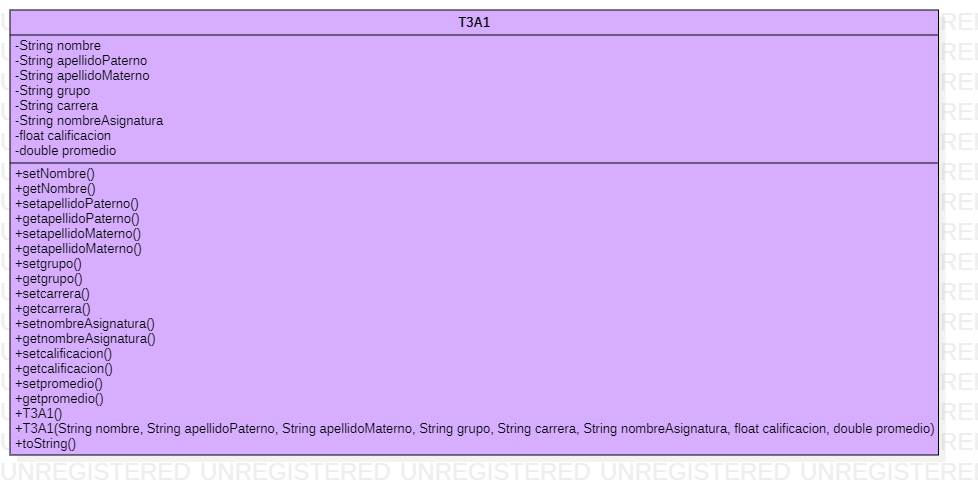 T3A1
-String nombre
-String apellidoPaterno
-String apellidoMaterno
-String grupo
-String carrera
-String nombreAsignatura
-float calificacion
-double promedio
+setNombre()
+getNombre()
+setapellidoPaterno()
+getapellidoPaterno()
+setapellidoMaterno()
+getapellidoMaterno()
+setgrupo()
+getgrupo()
+setcarrera()
+getcarrera()
+setnombreAsignatura()
+getnombreAsignatura()
+setcalificacion()
+getcalificacion()
+setpromedio()
+getpromedio()
+T3A1()
+T3A1(String nombre, String apellidoPaterno, String apellidoMaterno, String grupo, String carrera, String nombreAsignatura, float calificacion, double promedio)
+toString()
UNREGISTERED UNREGISTERED UNREGISTERED UNREGISTERED UNREGISTERED